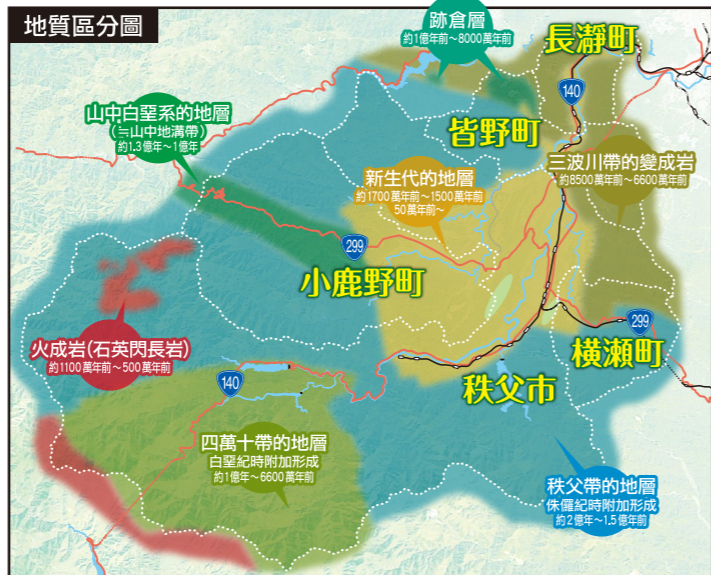 地質區分圖
跡倉層
約1億年前～8000萬年前
長瀞町
140
山中白堊系的地層
(≒山中地溝帶)
約1.3億年～1億年
皆野町
三波川帶的變成岩
約8500萬年前～6600萬年前
新生代的地層
約1700萬年前～1500萬年前
50萬年前～
299
小鹿野町
299
火成岩(石英閃長岩)
約1100萬年前～500萬年前
橫瀨町
140
秩父市
四萬十帶的地層
白堊紀時附加形成
約1億年～6600萬年前
秩父帶的地層
侏儸紀時附加形成
約2億年～1.5億年前